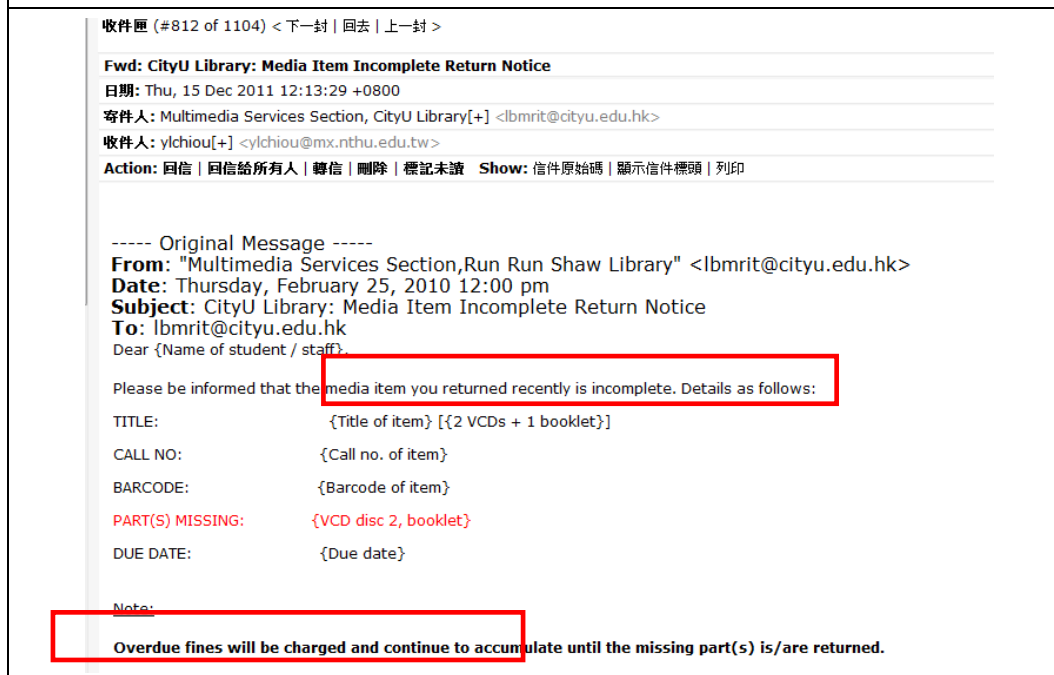 收件匣 (#812 of 1104) < 下一封 | 回去 | 上一封 >
Fwd: CityU Library: Media Item Incomplete Return Notice
日期: Thu, 15 Dec 2011 12:13:29 +0800
寄件人: Multimedia Services Section, CityU Library[+] <lbmrit@cityu.edu.hk>
收件人: ylchiou[+] <ylchiou@mx.nthu.edu.tw>
Action: 回信 | 回信給所有人 | 轉信 | 刪除 | 標記未讀 Show: 信件原始碼 | 顯示信件標頭 | 列印
----- Original Message -----
From: "Multimedia Services Section,Run Run Shaw Library" <lbmrit@cityu.edu.hk>
Date: Thursday, February 25, 2010 12:00 pm
Subject: CityU Library: Media Item Incomplete Return Notice
To: lbmrit@cityu.edu.hk
Dear {Name of student / staff},
Please be informed that the media item you returned recently is incomplete. Details as follows:
TITLE: {Title of item} [{2 VCDs + 1 booklet}]
CALL NO: {Call no. of item}
BARCODE: {Barcode of item}
PART(S) MISSING: {VCD disc 2, booklet}
DUE DATE: {Due date}
Note:
Overdue fines will be charged and continue to accumulate until the missing part(s) is/are returned.